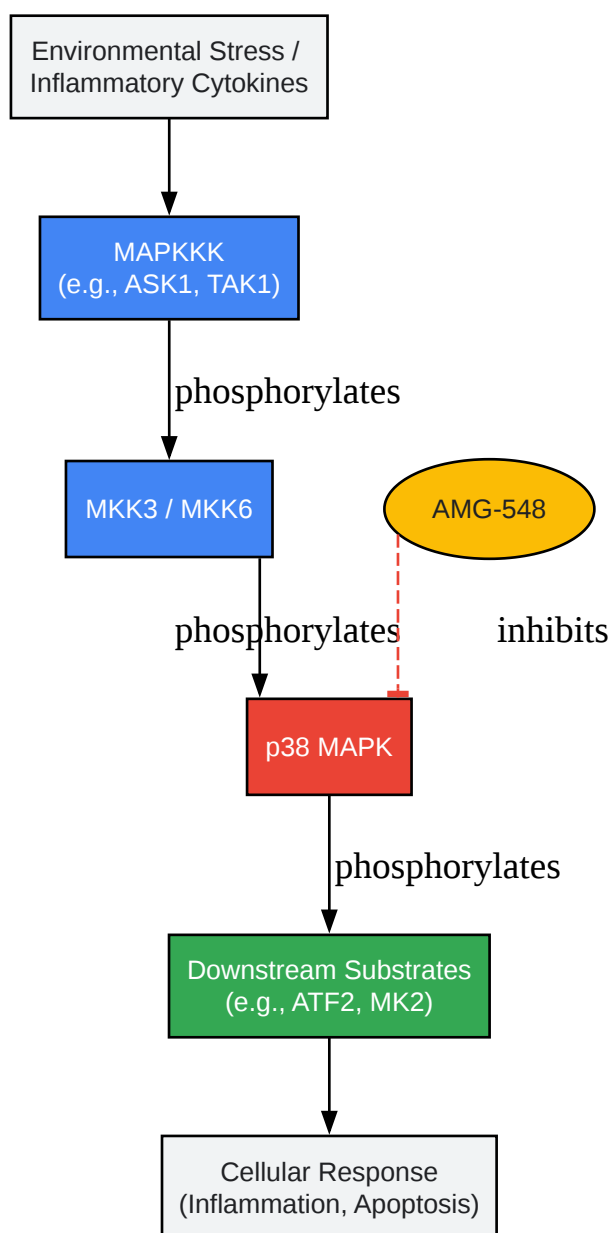 Environmental Stress /
Inflammatory Cytokines
MAPKKK
(e.g., ASK1, TAK1)
phosphorylates
MKK3 / MKK6
AMG-548
phosphorylates
inhibits
p38 MAPK
phosphorylates
Downstream Substrates
(e.g., ATF2, MK2)
Cellular Response
(Inflammation, Apoptosis)